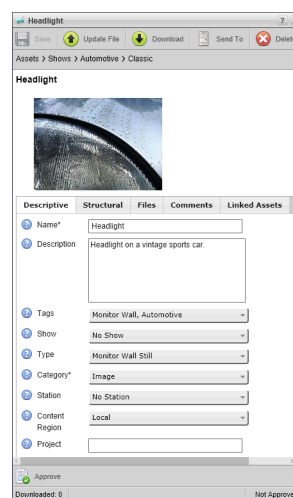 Headlight ?
Save Update File Download Send To Delet
Assets > Shows > Automotive > Classic
Headlight
Descriptive Structural Files Comments Linked Assets
? Name* Headlight
? Description Headlight on a vintage sports car.
? Tags Monitor Wall, Automotive
? Show No Show
? Type Monitor Wall Still
? Category* Image
? Station No Station
? Content Local
Region
? Project
Approve
Downloaded: 0 Not Approve